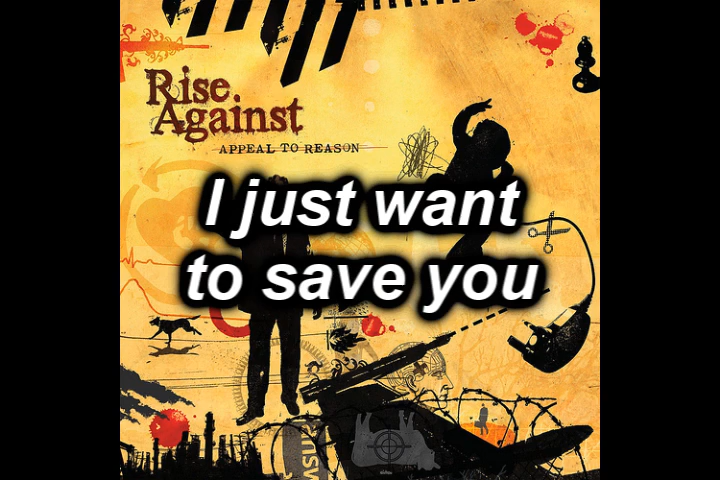 Rise
Against
APPEAL TO REASON
I just want
to save you